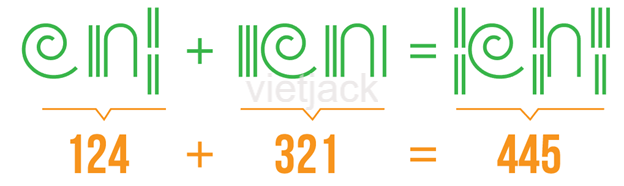 + =
vietjack
124 + 321 = 445